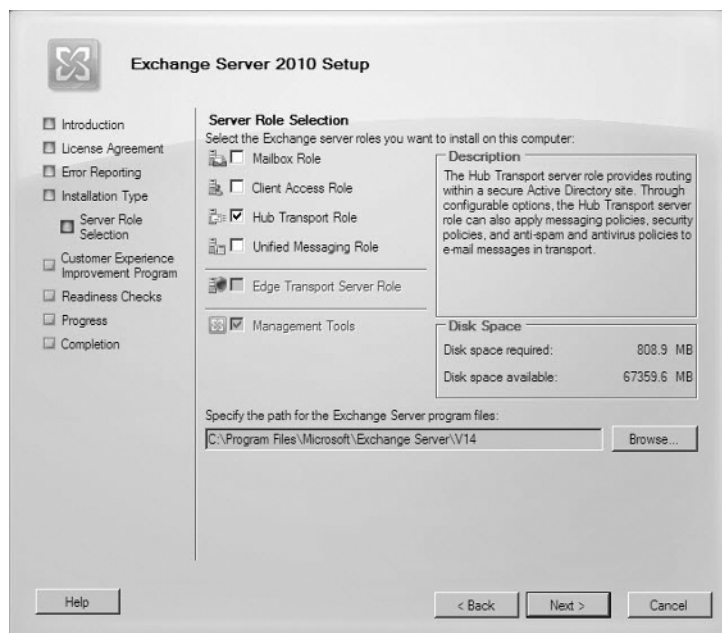 Exchange Server 2010 Setup
Introduction
License Agreement
Error Reporting
Installation Type
Server Role
Selection
Customer Experience
Improvement Program
Readiness Checks
Progress
Completion
Server Role Selection
Select the Exchange server roles you want to install on this computer:
Mailbox Role
Client Access Role
Hub Transport Role
Unified Messaging Role
Edge Transport Server Role
Management Tools
Description
The Hub Transport server role provides routing
within a secure Active Directory site. Through
configurable options, the Hub Transport server
role can also apply messaging policies, security
policies, and anti-spam and antivirus policies to
e-mail messages in transport.
Disk Space
Disk space required: 808.9 MB
Disk space available: 67359.6 MB
Specify the path for the Exchange Server program files:
C:\Program Files\Microsoft\Exchange Server\V14
Browse...
Help
< Back
Next >
Cancel